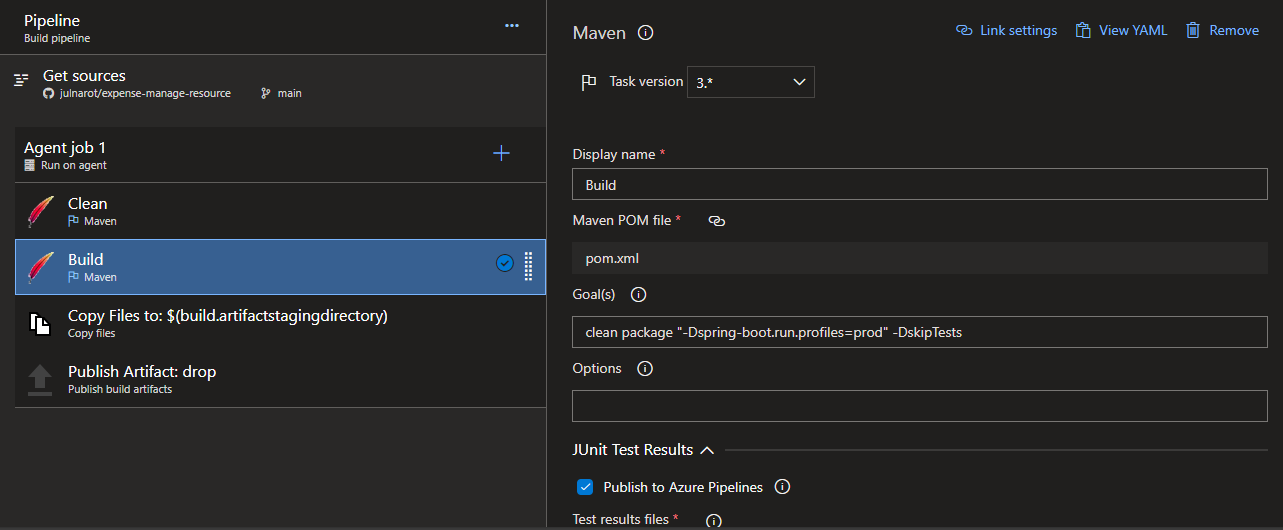 Pipeline
Build pipeline
Get sources
julnarot/expense-manage-resource main
Agent job 1
Run on agent
Clean
Maven
Build
Maven
Copy Files to: $(build.artifactstagingdirectory)
Copy files
Publish Artifact: drop
Publish build artifacts
Maven
Link settings View YAML Remove
Task version 3.*
Display name *
Build
Maven POM file *
pom.xml
Goal(s)
clean package "-Dspring-boot.run.profiles=prod" -DskipTests
Options
JUnit Test Results
Publish to Azure Pipelines
Test results files *